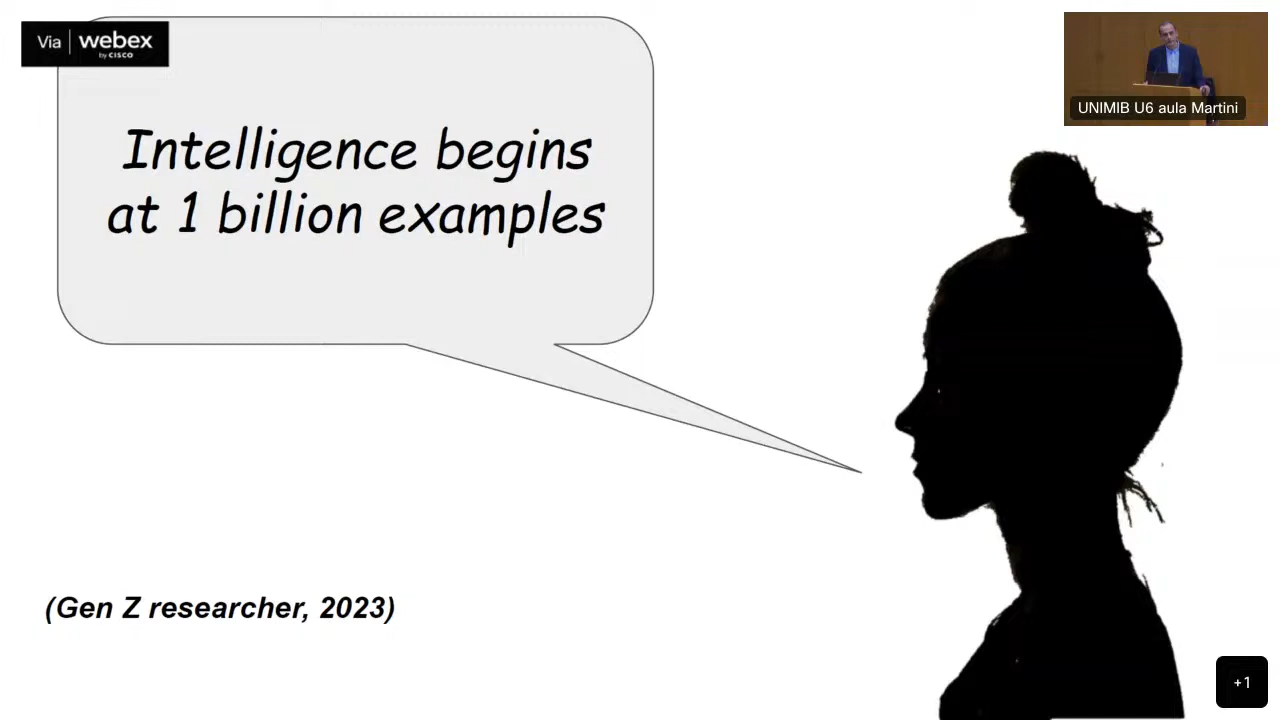 Via webex
by CISCO
UNIMIB U6 aula Martini
Intelligence begins
at 1 billion examples
(Gen Z researcher, 2023)
+1